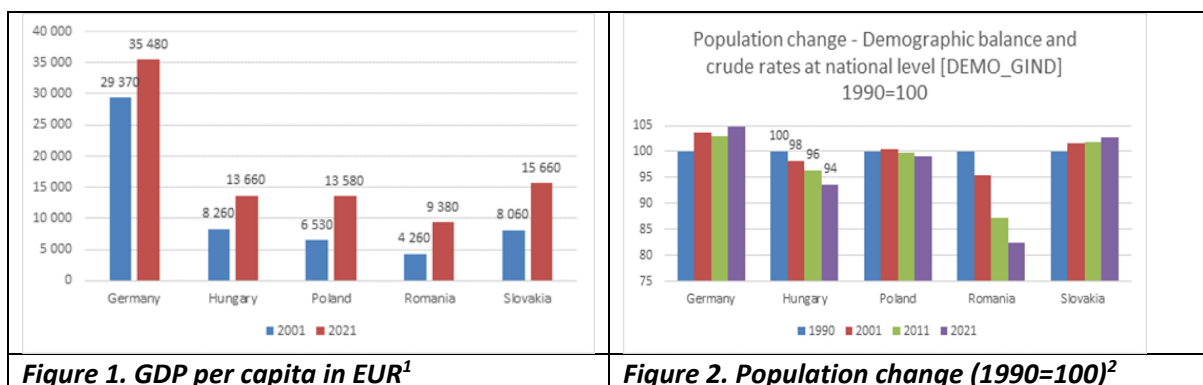 40 000
35 000
30 000
25 000
20 000
15 000
10 000
5 000
0
29 370
35 480
8 260
13 660
6 530
13 580
4 260
9 380
8 060
15 660
Germany
Hungary
Poland
Romania
Slovakia
2001
2021
Figure 1. GDP per capita in EUR¹
Population change - Demographic balance and
crude rates at national level [DEMO_GIND]
1990=100
105
100
95
90
85
80
75
100
98
96
94
Germany
Hungary
Poland
Romania
Slovakia
1990
2001
2011
2021
Figure 2. Population change (1990=100)²